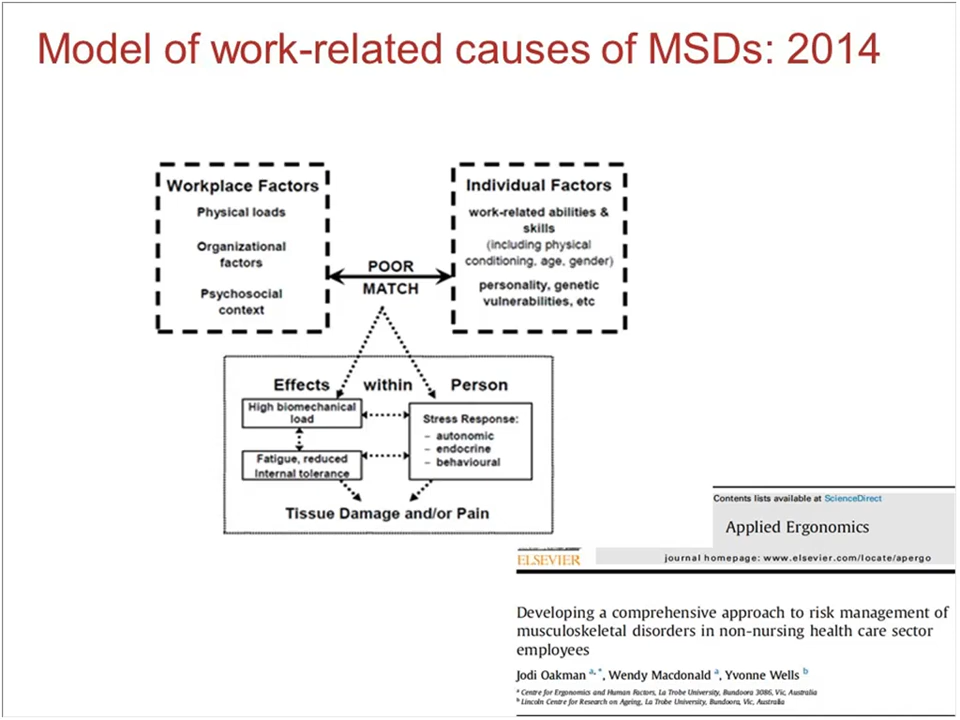 Model of work-related causes of MSDs: 2014
Workplace Factors
Physical loads
Organizational
factors
Psychosocial
context
POOR
MATCH
Individual Factors
work-related abilities &
skills
(including physical
conditioning, age, gender)
personality, genetic
vulnerabilities, etc
Effects within Person
High biomechanical
load
Fatigue, reduced
Internal tolerance
Stress Response:
– autonomic
– endocrine
– behavioural
Tissue Damage and/or Pain
Contents lists available at ScienceDirect
Applied Ergonomics
ELSEVIER
journal homepage: www.elsevier.com/locate/apergo
Developing a comprehensive approach to risk management of
musculoskeletal disorders in non-nursing health care sector
employees
Jodi Oakman a,*, Wendy Macdonald a, Yvonne Wells b
a Centre for Ergonomics and Human Factors, La Trobe University, Bundoora 3086, Vic, Australia
b Lincoln Centre for Research on Ageing, La Trobe University, Bundoora, Vic, Australia